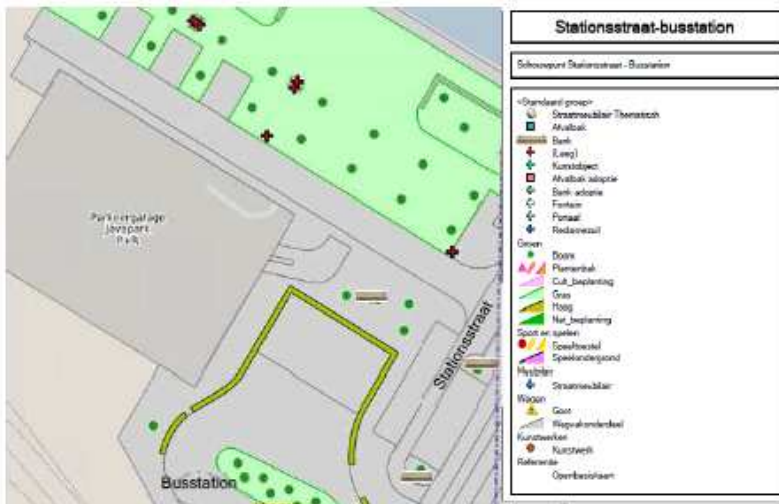 Parkeergarage
Javapark
P+R
Stationsstraat
Busstation
Stationsstraat-busstation
Schouwpunt Stationsstraat - Busstation
<Standaard groep>
Straatmeubilair Thematisch
Afvalbak
Bank
(Leeg)
Kunstobject
Afvalbak adoptie
Bank adoptie
Fontein
Portaal
Reclamezuil
Groen
Boom
Plantenbak
Cult_beplanting
Gras
Haag
Nat_beplanting
Sport en spelen
Speeltoestel
Speelondergrond
Meubilair
Straatmeubilair
Wegen
Goot
Wegvakonderdeel
Kunstwerken
Kunstwerk
Referentie
Openbasiskaart